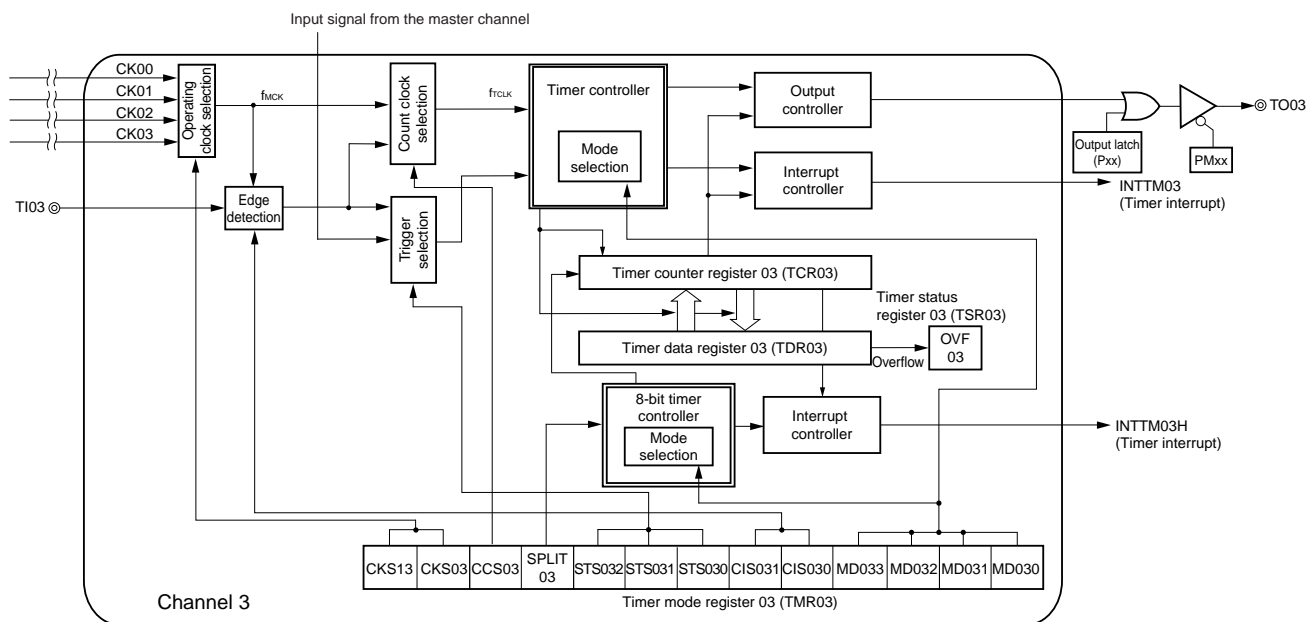 Input signal from the master channel
CK00
CK01
CK02
CK03
Operating
clock selection
fMCK
Count clock
selection
fTCLK
Timer controller
Mode
selection
Output
controller
TO03
Output latch
(Pxx)
PMxx
Interrupt
controller
INTTM03
(Timer interrupt)
TI03
Edge
detection
Trigger
selection
Timer counter register 03 (TCR03)
Timer status
register 03 (TSR03)
Timer data register 03 (TDR03)
Overflow
OVF
03
8-bit timer
controller
Mode
selection
Interrupt
controller
INTTM03H
(Timer interrupt)
CKS13
CKS03
CCS03
SPLIT
03
STS032
STS031
STS030
CIS031
CIS030
MD033
MD032
MD031
MD030
Channel 3
Timer mode register 03 (TMR03)